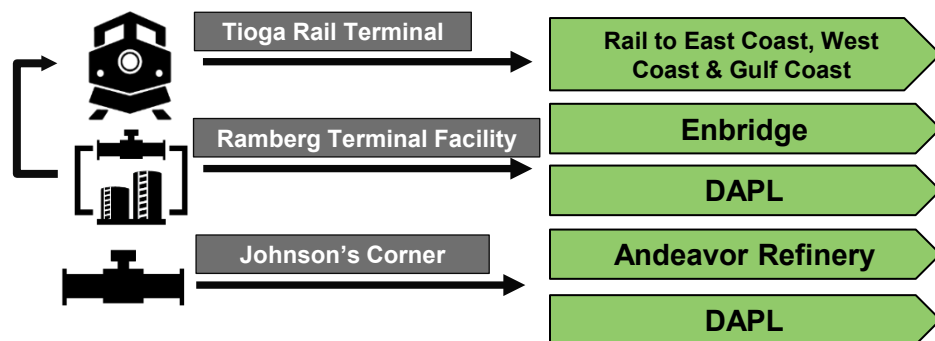 Tioga Rail Terminal
Rail to East Coast, West
Coast & Gulf Coast
Ramberg Terminal Facility
Enbridge
DAPL
Johnson's Corner
Andeavor Refinery
DAPL